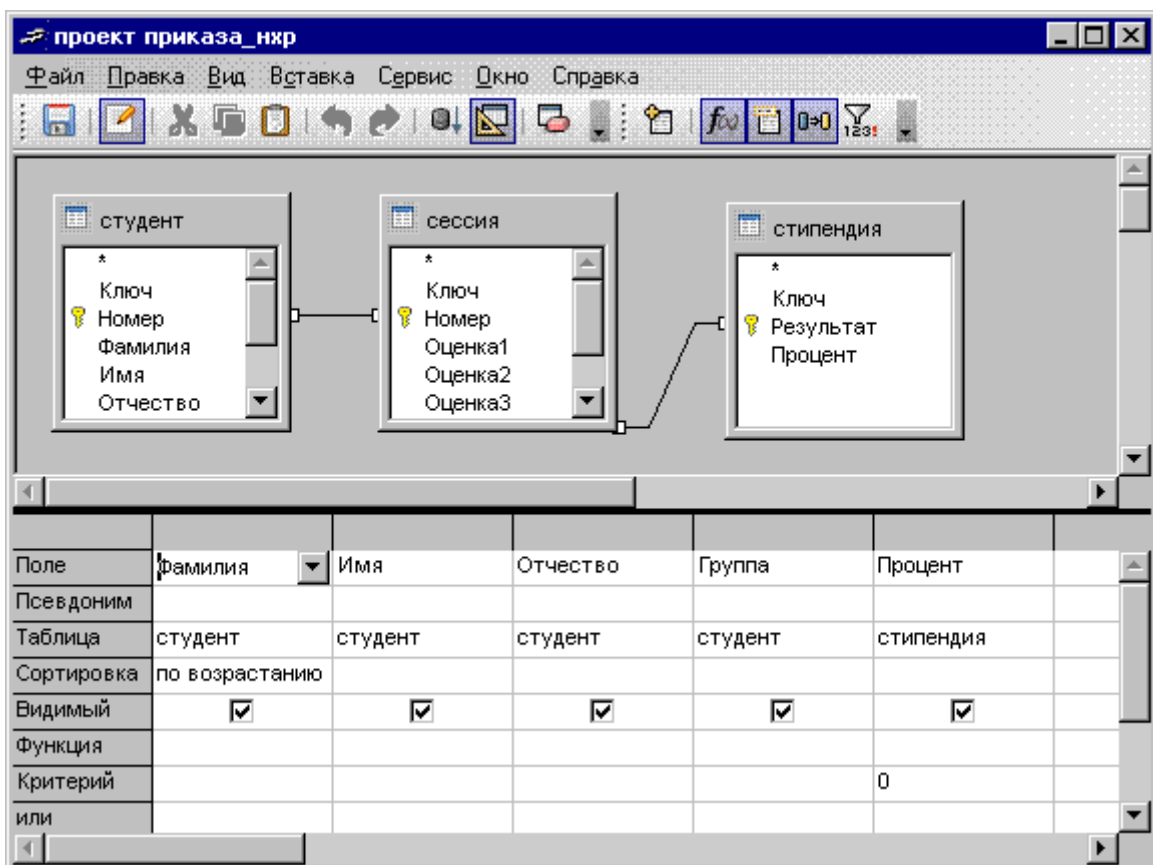 проект приказа_нхр
Файл Правка Вид Вставка Сервис Окно Справка
f(x) 123!
студент
*
Ключ
Номер
Фамилия
Имя
Отчество
сессия
*
Ключ
Номер
Оценка1
Оценка2
Оценка3
стипендия
*
Ключ
Результат
Процент
Поле Фамилия Имя Отчество Группа Процент
Псевдоним
Таблица студент студент студент студент стипендия
Сортировка по возрастанию
Видимый
Функция
Критерий 0
или